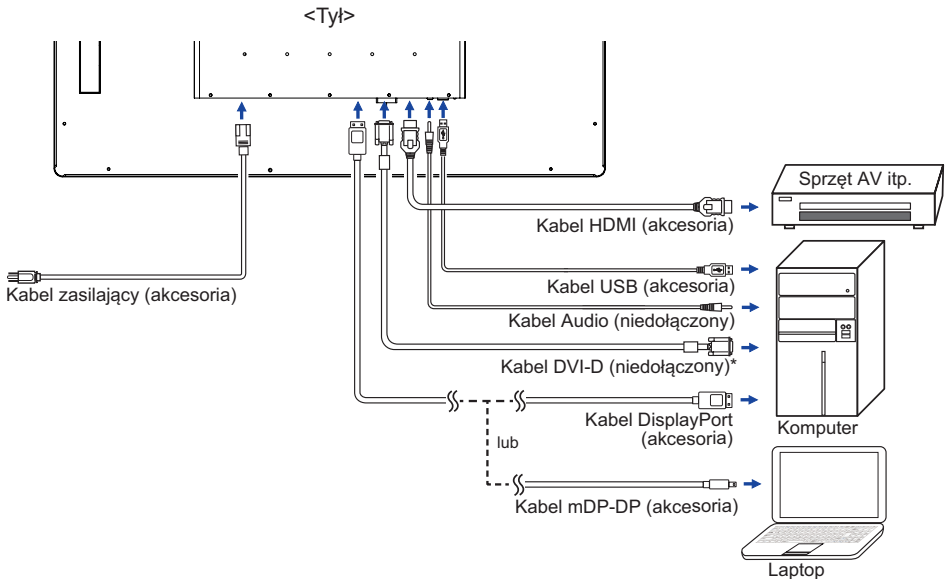 <Tył>
Sprzęt AV itp.
Kabel HDMI (akcesoria)
Kabel zasilający (akcesoria)
Kabel USB (akcesoria)
Kabel Audio (niedołączony)
Kabel DVI-D (niedołączony)*
Kabel DisplayPort
(akcesoria)
Komputer
lub
Kabel mDP-DP (akcesoria)
Laptop